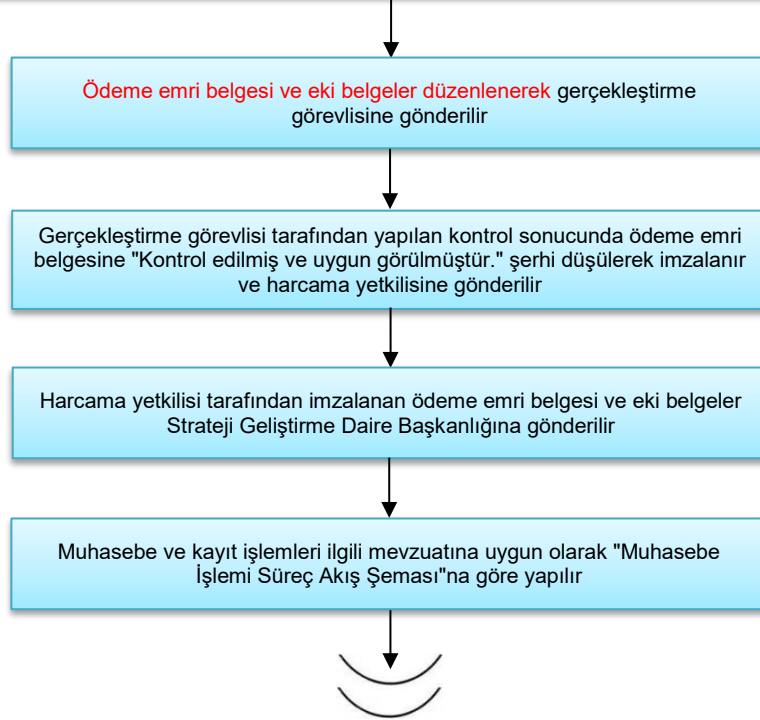 Ödeme emri belgesi ve eki belgeler düzenlenerek gerçekleştirme
görevlisine gönderilir
Gerçekleştirme görevlisi tarafından yapılan kontrol sonucunda ödeme emri
belgesine "Kontrol edilmiş ve uygun görülmüştür." şerhi düşülerek imzalanır
ve harcama yetkilisine gönderilir
Harcama yetkilisi tarafından imzalanan ödeme emri belgesi ve eki belgeler
Strateji Geliştirme Daire Başkanlığına gönderilir
Muhasebe ve kayıt işlemleri ilgili mevzuatına uygun olarak "Muhasebe
İşlemi Süreç Akış Şeması"na göre yapılır